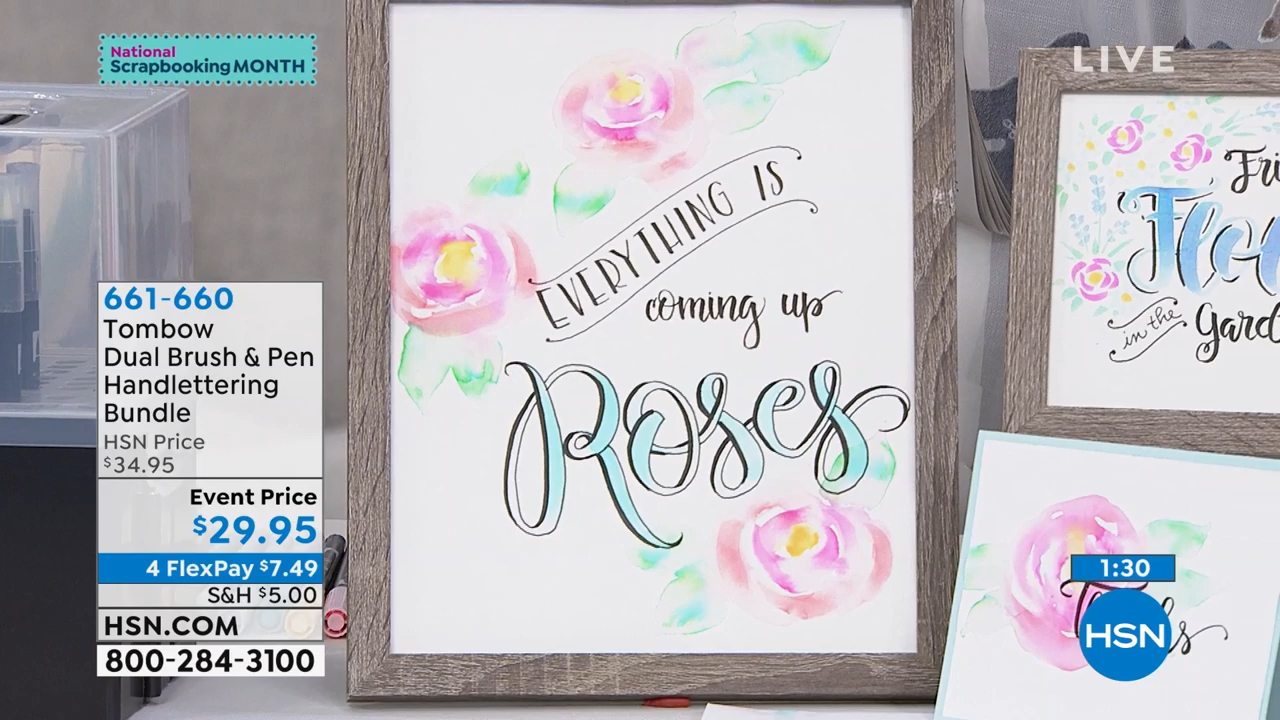 National
Scrapbooking MONTH
LIVE
EVERYTHING IS
coming up
Roses
in the
661-660
Tombow
Dual Brush & Pen
Handlettering
Bundle
HSN Price
$34.95
Event Price
$29.95
4 FlexPay $7.49
S&H $5.00
HSN.COM
800-284-3100
1:30
HSN